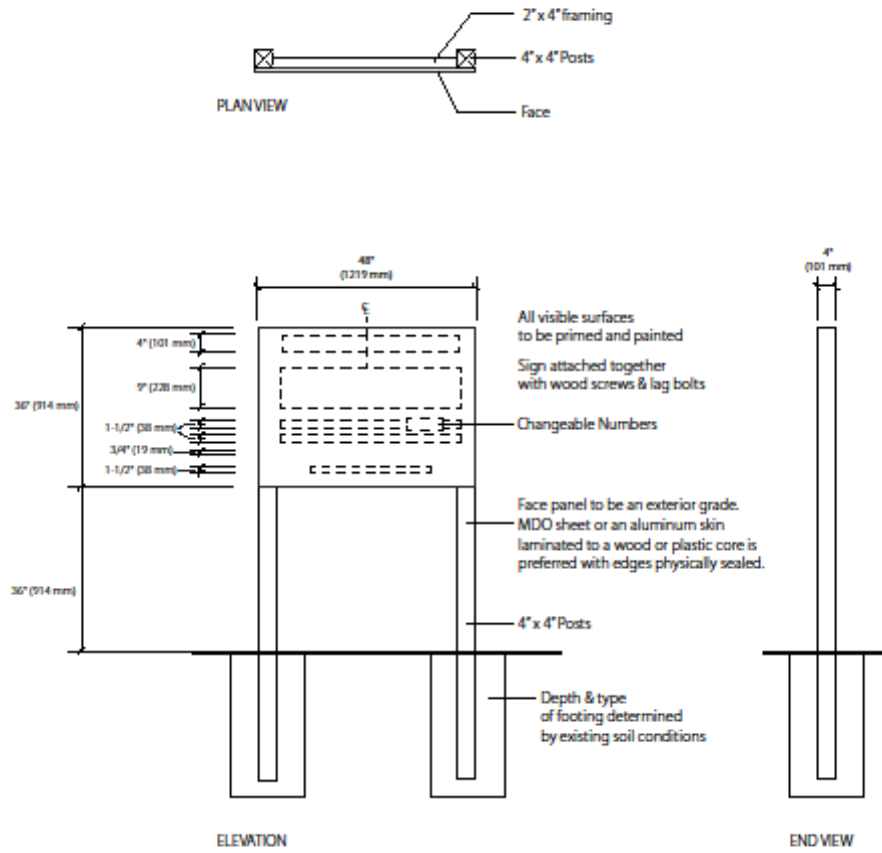 2" x 4" framing
4" x 4" Posts
PLAN VIEW
Face
48"
(1219 mm)
4"
(101 mm)
℄
All visible surfaces
to be primed and painted
4" (101 mm)
Sign attached together
with wood screws & lag bolts
9" (228 mm)
36" (914 mm)
1-1/2" (38 mm)
Changeable Numbers
3/4" (19 mm)
1-1/2" (38 mm)
Face panel to be an exterior grade.
MDO sheet or an aluminum skin
laminated to a wood or plastic core is
preferred with edges physically sealed.
36" (914 mm)
4" x 4" Posts
Depth & type
of footing determined
by existing soil conditions
ELEVATION
END VIEW